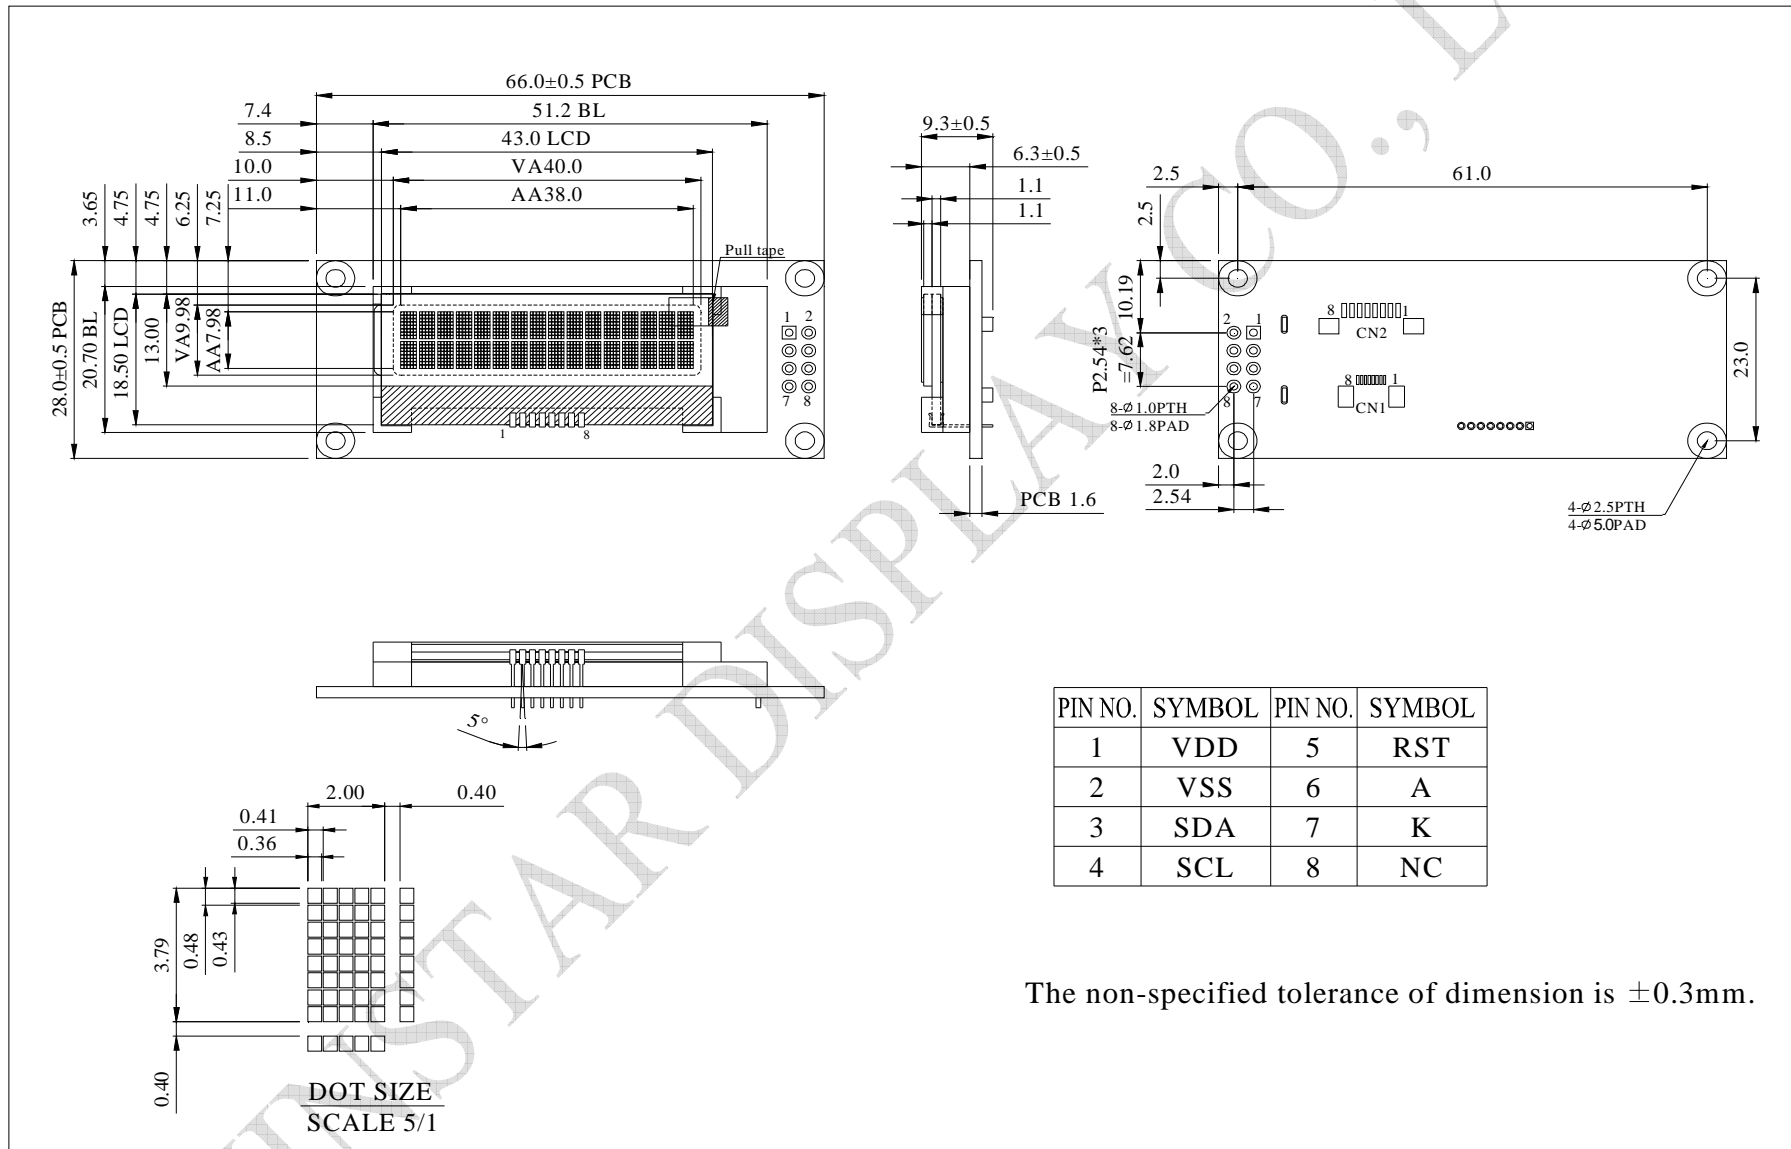 66.0±0.5 PCB
7.4 51.2 BL
8.5 43.0 LCD
10.0 VA40.0
11.0 AA38.0
3.65 4.75 4.75 6.25 7.25
Pull tape
28.0±0.5 PCB
20.70 BL
18.50 LCD
13.00
VA9.98
AA7.98
1 2
7 8
1 8
9.3±0.5
6.3±0.5
1.1
1.1
PCB 1.6
2.5 61.0
2.5
10.19
P2.54*3
=7.62
23.0
2 1
8 7
8 1
CN2
8 1
CN1
8-Ø1.0PTH
8-Ø1.8PAD
2.0
2.54
4-Ø2.5PTH
4-Ø5.0PAD
5°
PIN NO. SYMBOL PIN NO. SYMBOL
1 VDD 5 RST
2 VSS 6 A
3 SDA 7 K
4 SCL 8 NC
2.00 0.40
0.41
0.36
3.79
0.48
0.43
0.40
DOT SIZE
SCALE 5/1
The non-specified tolerance of dimension is ±0.3mm.
INSTAR DISPLAY CO., L